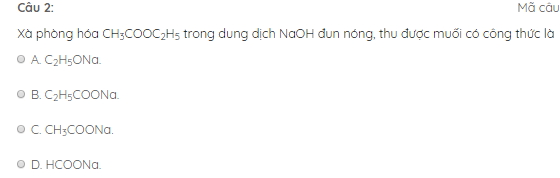 Câu 2: Mã câu
Xà phòng hóa CH₃COOC₂H₅ trong dung dịch NaOH đun nóng, thu được muối có công thức là
A. C₂H₅ONa.
B. C₂H₅COONa.
C. CH₃COONa.
D. HCOONa.